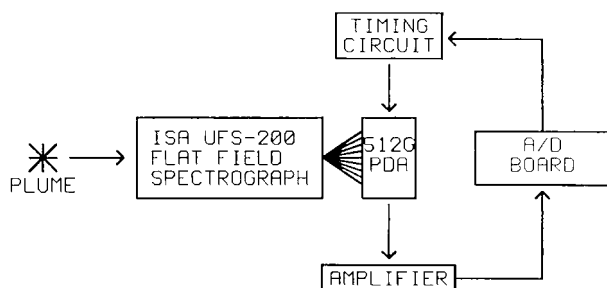 TIMING
CIRCUIT
ISA UFS-200
FLAT FIELD
SPECTROGRAPH
512G
PDA
A/D
BOARD
PLUME
AMPLIFIER